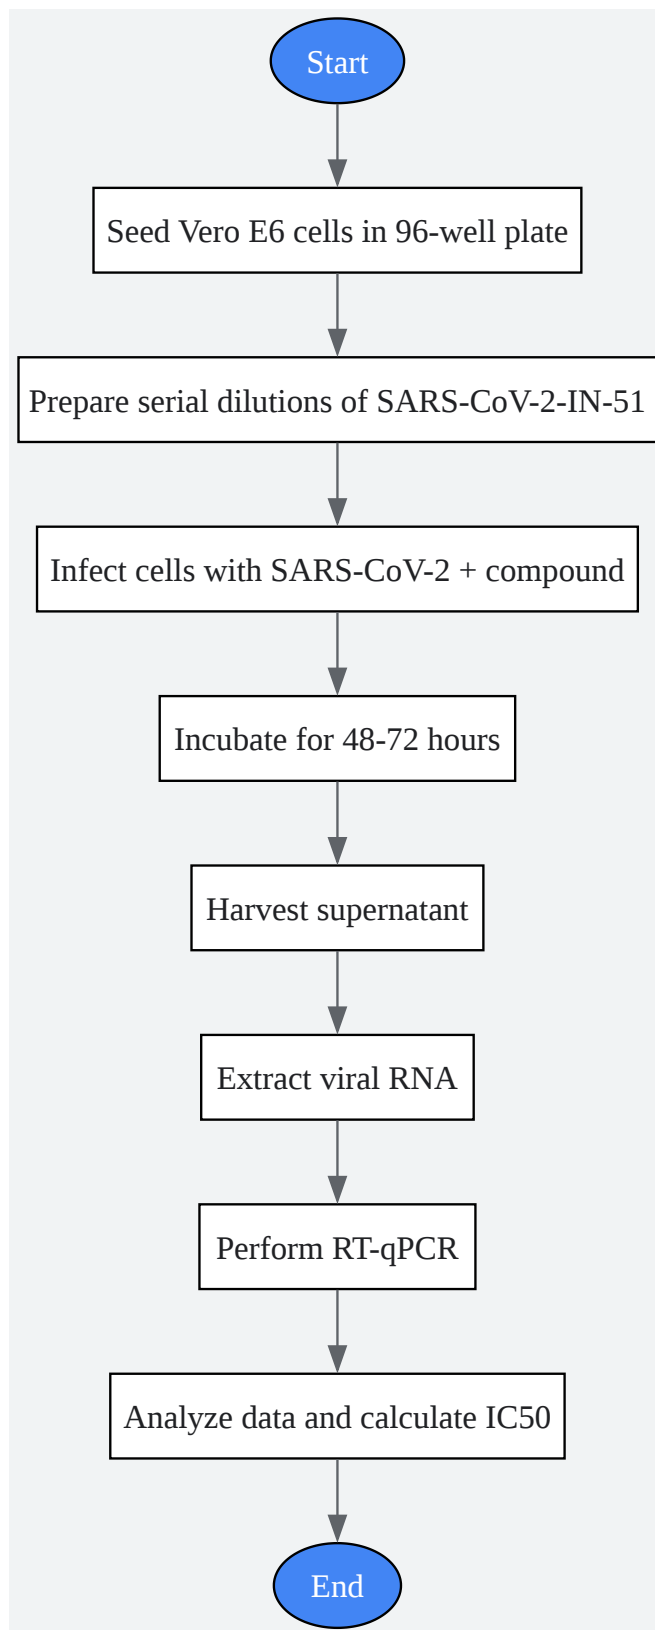 Start
Seed Vero E6 cells in 96-well plate
Prepare serial dilutions of SARS-CoV-2-IN-51
Infect cells with SARS-CoV-2 + compound
Incubate for 48-72 hours
Harvest supernatant
Extract viral RNA
Perform RT-qPCR
Analyze data and calculate IC50
End